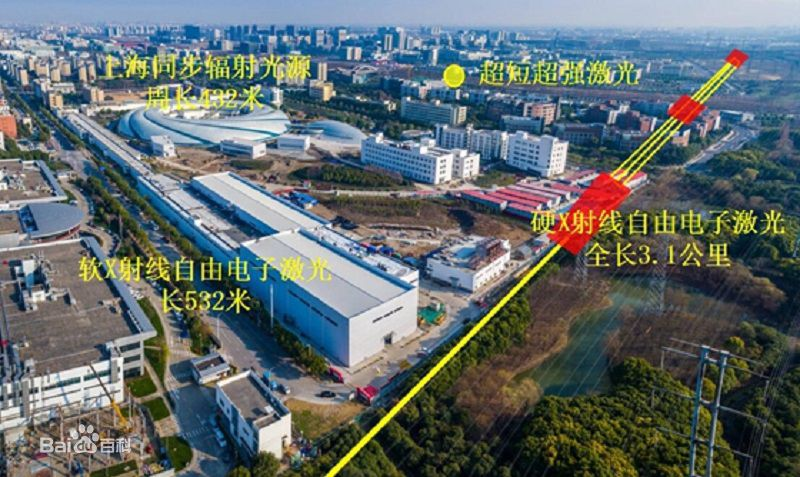 上海同步辐射光源
周长432米
超短超强激光
硬X射线自由电子激光
全长3.1公里
软X射线自由电子激光
长532米
Baidu百科